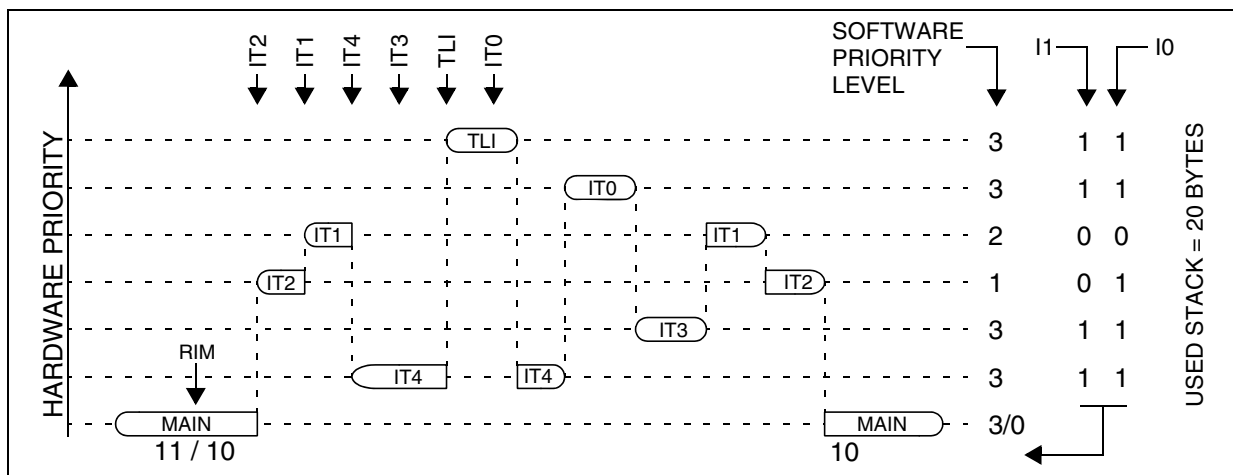 IT2
IT1
IT4
IT3
TLI
IT0
SOFTWARE
PRIORITY
LEVEL
I1
I0
HARDWARE PRIORITY
TLI
3
1 1
IT0
3
1 1
IT1
IT1
2
0 0
IT2
IT2
1
0 1
IT3
3
1 1
RIM
IT4
IT4
3
1 1
MAIN
MAIN
3/0
11 / 10
10
USED STACK = 20 BYTES